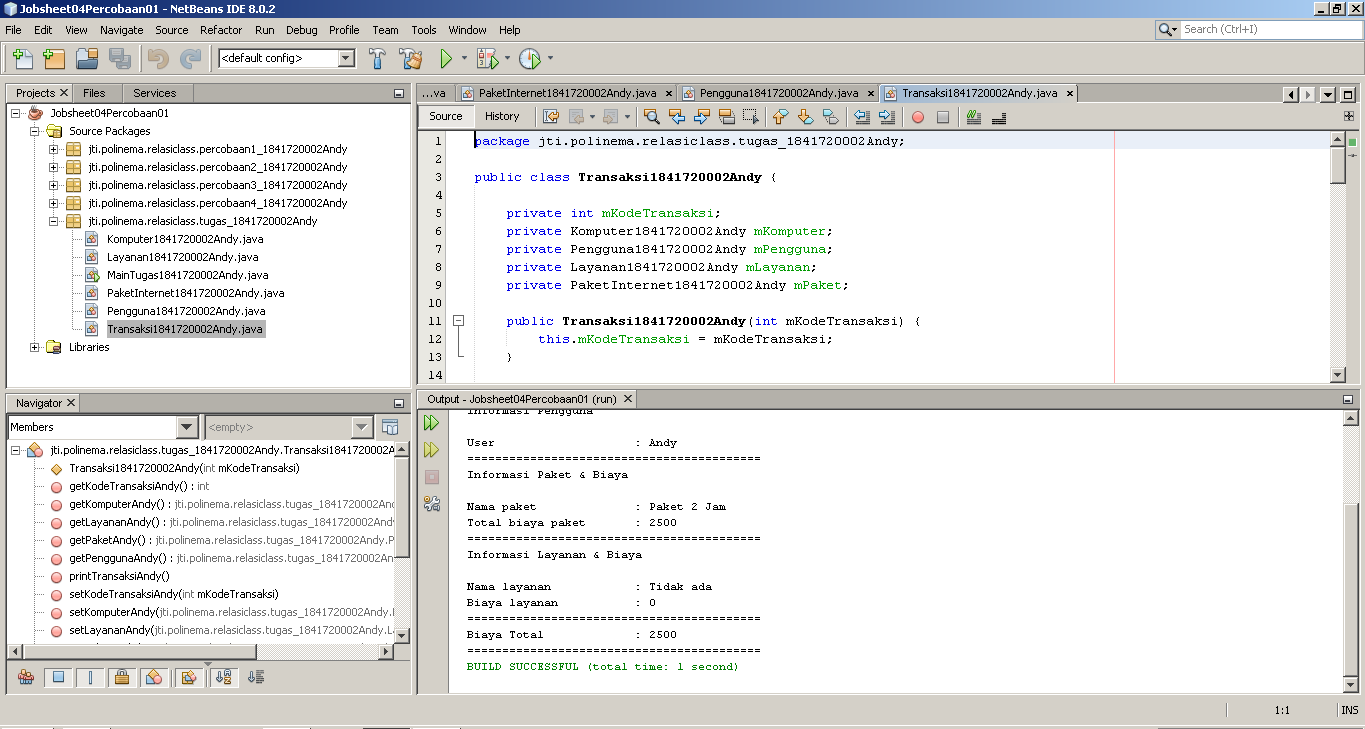 Jobsheet04Percobaan01 - NetBeans IDE 8.0.2
File Edit View Navigate Source Refactor Run Debug Profile Team Tools Window Help
Search (Ctrl+I)
<default config>
Projects Files Services
Jobsheet04Percobaan01
Source Packages
jti.polinema.relasiclass.percobaan1_1841720002Andy
jti.polinema.relasiclass.percobaan2_1841720002Andy
jti.polinema.relasiclass.percobaan3_1841720002Andy
jti.polinema.relasiclass.percobaan4_1841720002Andy
jti.polinema.relasiclass.tugas_1841720002Andy
Komputer1841720002Andy.java
Layanan1841720002Andy.java
MainTugas1841720002Andy.java
PaketInternet1841720002Andy.java
Pengguna1841720002Andy.java
Transaksi1841720002Andy.java
Libraries
...va PaketInternet1841720002Andy.java Pengguna1841720002Andy.java Transaksi1841720002Andy.java
Source History
1 package jti.polinema.relasiclass.tugas_1841720002Andy;
2
3 public class Transaksi1841720002Andy {
4
5 private int mKodeTransaksi;
6 private Komputer1841720002Andy mKomputer;
7 private Pengguna1841720002Andy mPengguna;
8 private Layanan1841720002Andy mLayanan;
9 private PaketInternet1841720002Andy mPaket;
10
11 public Transaksi1841720002Andy(int mKodeTransaksi) {
12 this.mKodeTransaksi = mKodeTransaksi;
13 }
14
Navigator
Members
<empty>
jti.polinema.relasiclass.tugas_1841720002Andy.Transaksi1841720002A
Transaksi1841720002Andy(int mKodeTransaksi)
getKodeTransaksiAndy() : int
getKomputerAndy() : jti.polinema.relasiclass.tugas_1841720002And
getLayananAndy() : jti.polinema.relasiclass.tugas_1841720002Andy
getPaketAndy() : jti.polinema.relasiclass.tugas_1841720002Andy.P
getPenggunaAndy() : jti.polinema.relasiclass.tugas_1841720002An
printTransaksiAndy()
setKodeTransaksiAndy(int mKodeTransaksi)
setKomputerAndy(jti.polinema.relasiclass.tugas_1841720002Andy.
setLayananAndy(jti.polinema.relasiclass.tugas_1841720002Andy.L
Output - Jobsheet04Percobaan01 (run)
Informasi Pengguna
User : Andy
==========================================
Informasi Paket & Biaya
Nama paket : Paket 2 Jam
Total biaya paket : 2500
==========================================
Informasi Layanan & Biaya
Nama layanan : Tidak ada
Biaya layanan : 0
==========================================
Biaya Total : 2500
==========================================
BUILD SUCCESSFUL (total time: 1 second)
1:1 INS